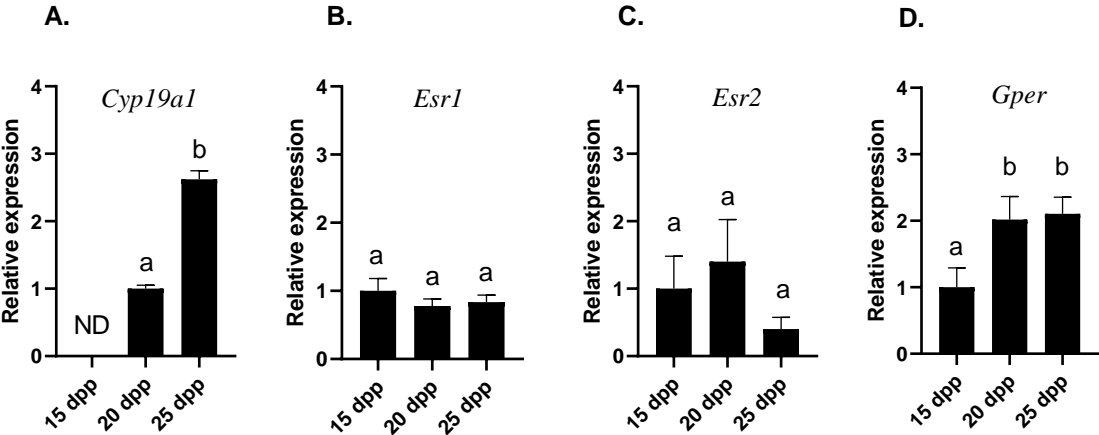 A.
B.
C.
D.
Cyp19a1
Relative expression
4
3
2
1
0
ND
a
b
15 dpp
20 dpp
25 dpp
Esr1
Relative expression
4
3
2
1
0
a
a
a
15 dpp
20 dpp
25 dpp
Esr2
Relative expression
4
3
2
1
0
a
a
a
15 dpp
20 dpp
25 dpp
Gper
Relative expression
4
3
2
1
0
a
b
b
15 dpp
20 dpp
25 dpp